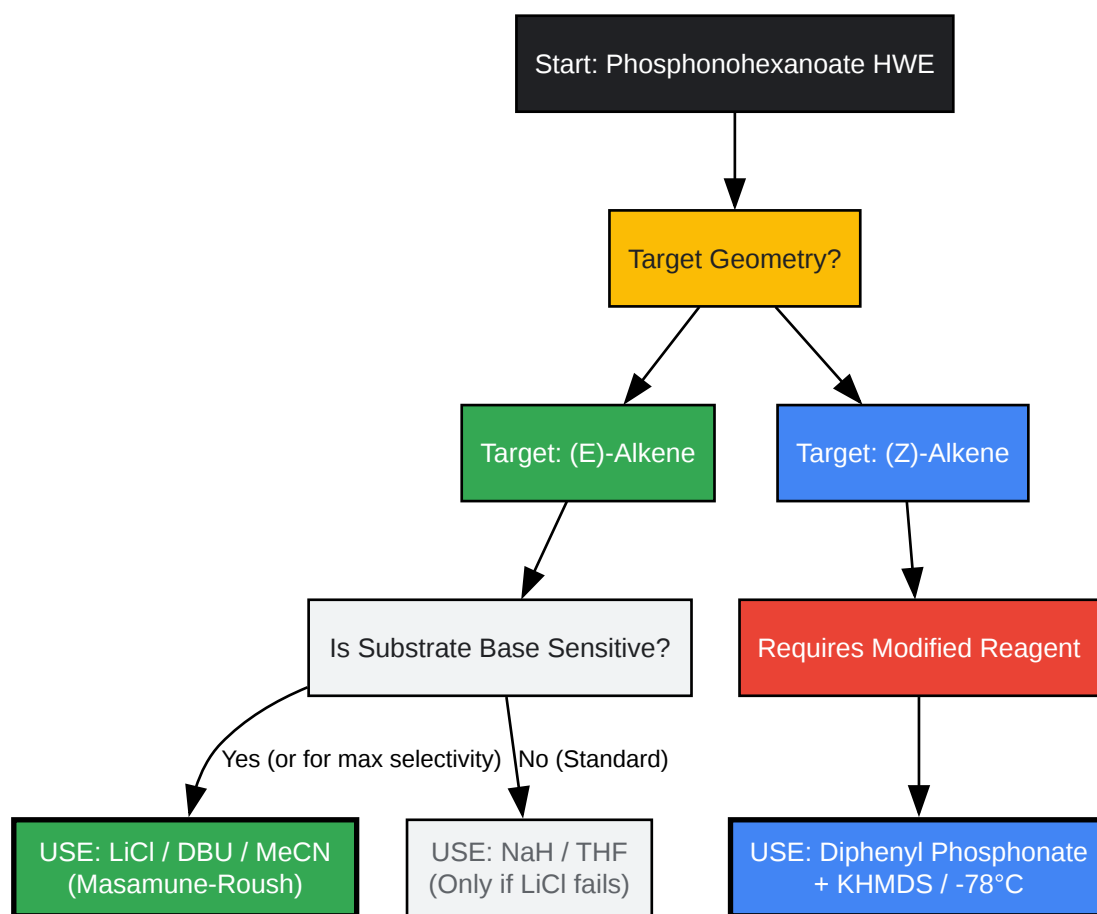 Start: Phosphonohexanoate HWE
Target Geometry?
Target: (E)-Alkene
Target: (Z)-Alkene
Is Substrate Base Sensitive?
Requires Modified Reagent
Yes (or for max selectivity)
No (Standard)
USE: LiCl / DBU / MeCN
(Masamune-Roush)
USE: NaH / THF
(Only if LiCl fails)
USE: Diphenyl Phosphonate
+ KHMDS / -78°C